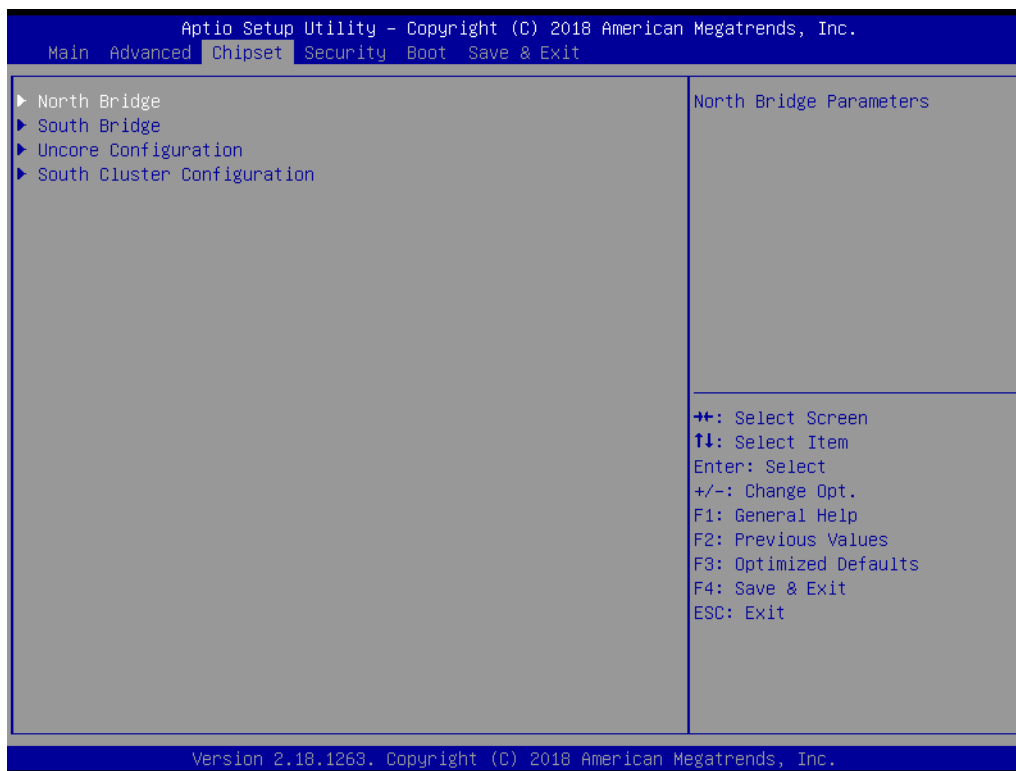 Aptio Setup Utility – Copyright (C) 2018 American Megatrends, Inc.
Main Advanced Chipset Security Boot Save & Exit
▶ North Bridge
▶ South Bridge
▶ Uncore Configuration
▶ South Cluster Configuration
North Bridge Parameters
→←: Select Screen
↑↓: Select Item
Enter: Select
+/-: Change Opt.
F1: General Help
F2: Previous Values
F3: Optimized Defaults
F4: Save & Exit
ESC: Exit
Version 2.18.1263. Copyright (C) 2018 American Megatrends, Inc.